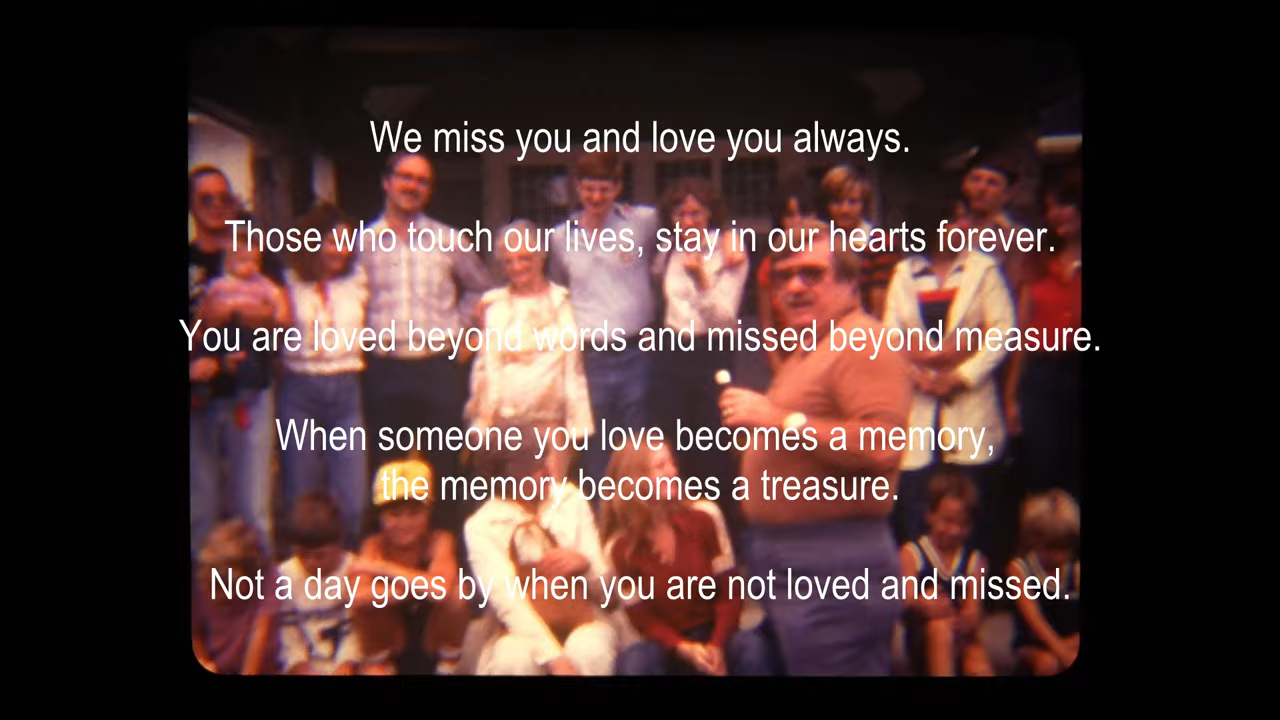 We miss you and love you always.
Those who touch our lives, stay in our hearts forever.
You are loved beyond words and missed beyond measure.
When someone you love becomes a memory,
the memory becomes a treasure.
Not a day goes by when you are not loved and missed.